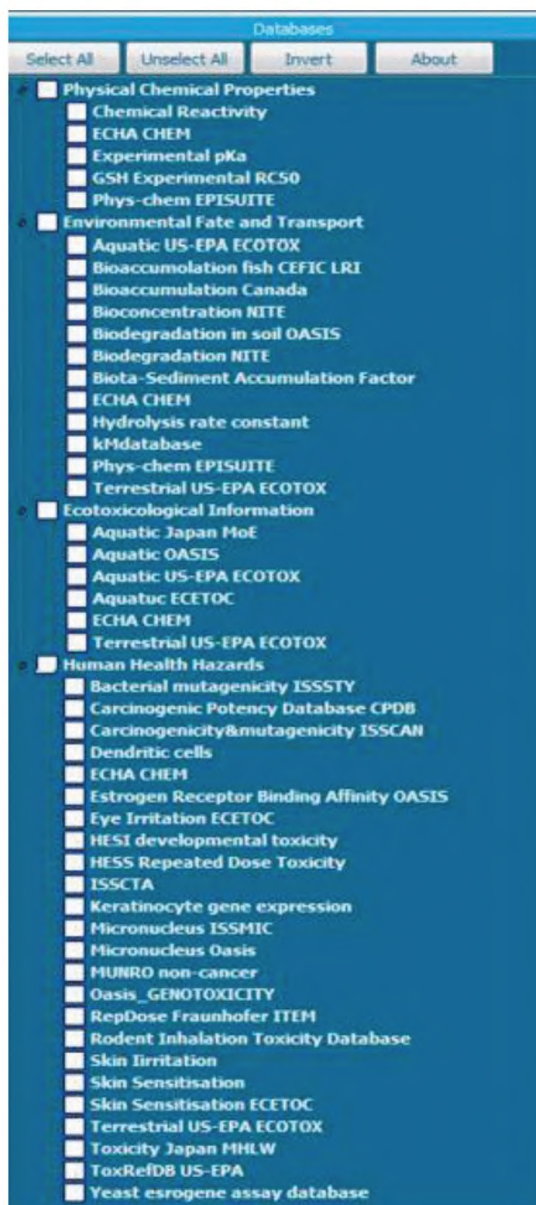 Databases
Select All Unselect All Invert About
Physical Chemical Properties
Chemical Reactivity
ECHA CHEM
Experimental pKa
GSH Experimental RC50
Phys-chem EPISUITE
Environmental Fate and Transport
Aquatic US-EPA ECOTOX
Bioaccumolation fish CEFIC LRI
Bioaccumulation Canada
Bioconcentration NITE
Biodegradation in soil OASIS
Biodegradation NITE
Biota-Sediment Accumulation Factor
ECHA CHEM
Hydrolysis rate constant
kMdatabase
Phys-chem EPISUITE
Terrestrial US-EPA ECOTOX
Ecotoxicological Information
Aquatic Japan MoE
Aquatic OASIS
Aquatic US-EPA ECOTOX
Aquatuc ECETOC
ECHA CHEM
Terrestrial US-EPA ECOTOX
Human Health Hazards
Bacterial mutagenicity ISSSTY
Carcinogenic Potency Database CPDB
Carcinogenicity&mutagenicity ISSCAN
Dendritic cells
ECHA CHEM
Estrogen Receptor Binding Affinity OASIS
Eye Irritation ECETOC
HESI developmental toxicity
HESS Repeated Dose Toxicity
ISSCTA
Keratinocyte gene expression
Micronucleus ISSMIC
Micronucleus Oasis
MUNRO non-cancer
Oasis_GENOTOXICITY
RepDose Fraunhofer ITEM
Rodent Inhalation Toxicity Database
Skin Iirritation
Skin Sensitisation
Skin Sensitisation ECETOC
Terrestrial US-EPA ECOTOX
Toxicity Japan MHLW
ToxRefDB US-EPA
Yeast esrogene assay database